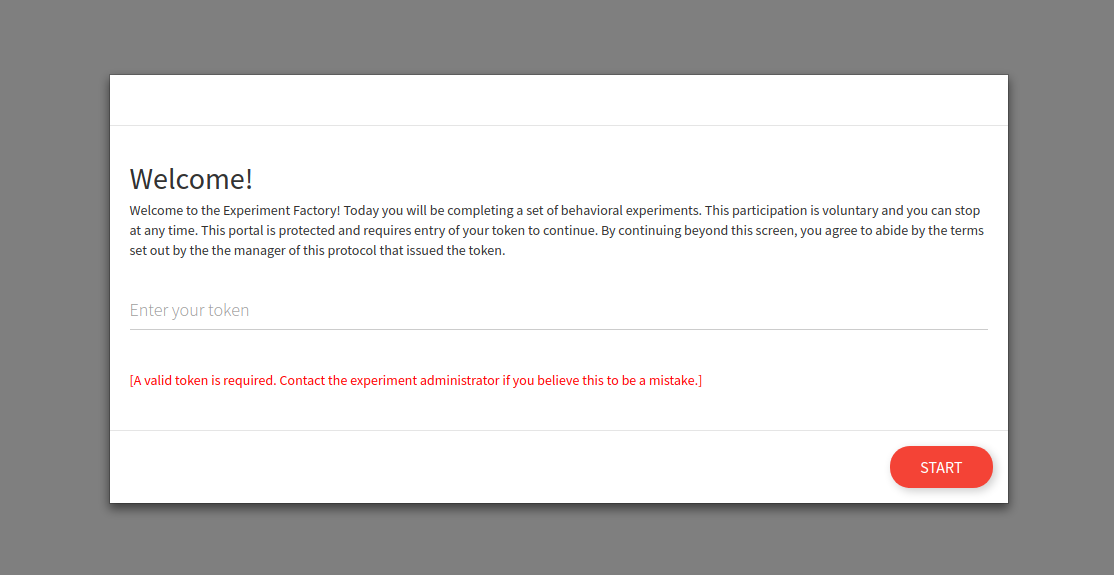 Welcome!
Welcome to the Experiment Factory! Today you will be completing a set of behavioral experiments. This participation is voluntary and you can stop
at any time. This portal is protected and requires entry of your token to continue. By continuing beyond this screen, you agree to abide by the terms
set out by the the manager of this protocol that issued the token.
Enter your token
[A valid token is required. Contact the experiment administrator if you believe this to be a mistake.]
START